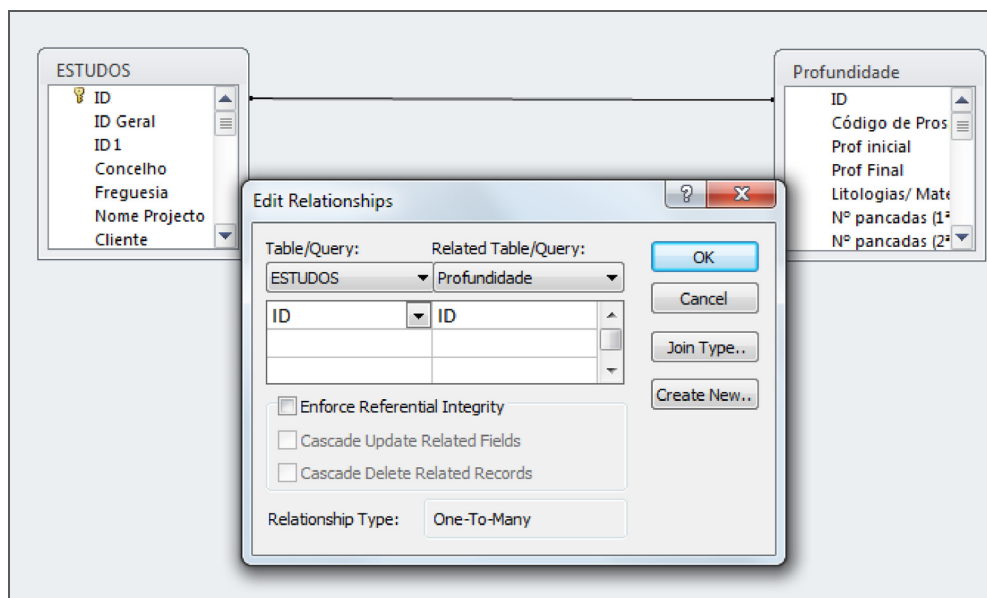 ESTUDOS
ID
ID Geral
ID1
Concelho
Freguesia
Nome Projecto
Cliente
Profundidade
ID
Código de Pros
Prof inicial
Prof Final
Litologias/ Mate
Nº pancadas (1ª
Nº pancadas (2ª
Edit Relationships
Table/Query: Related Table/Query:
ESTUDOS Profundidade
ID ID
Enforce Referential Integrity
Cascade Update Related Fields
Cascade Delete Related Records
Relationship Type: One-To-Many
OK
Cancel
Join Type..
Create New..